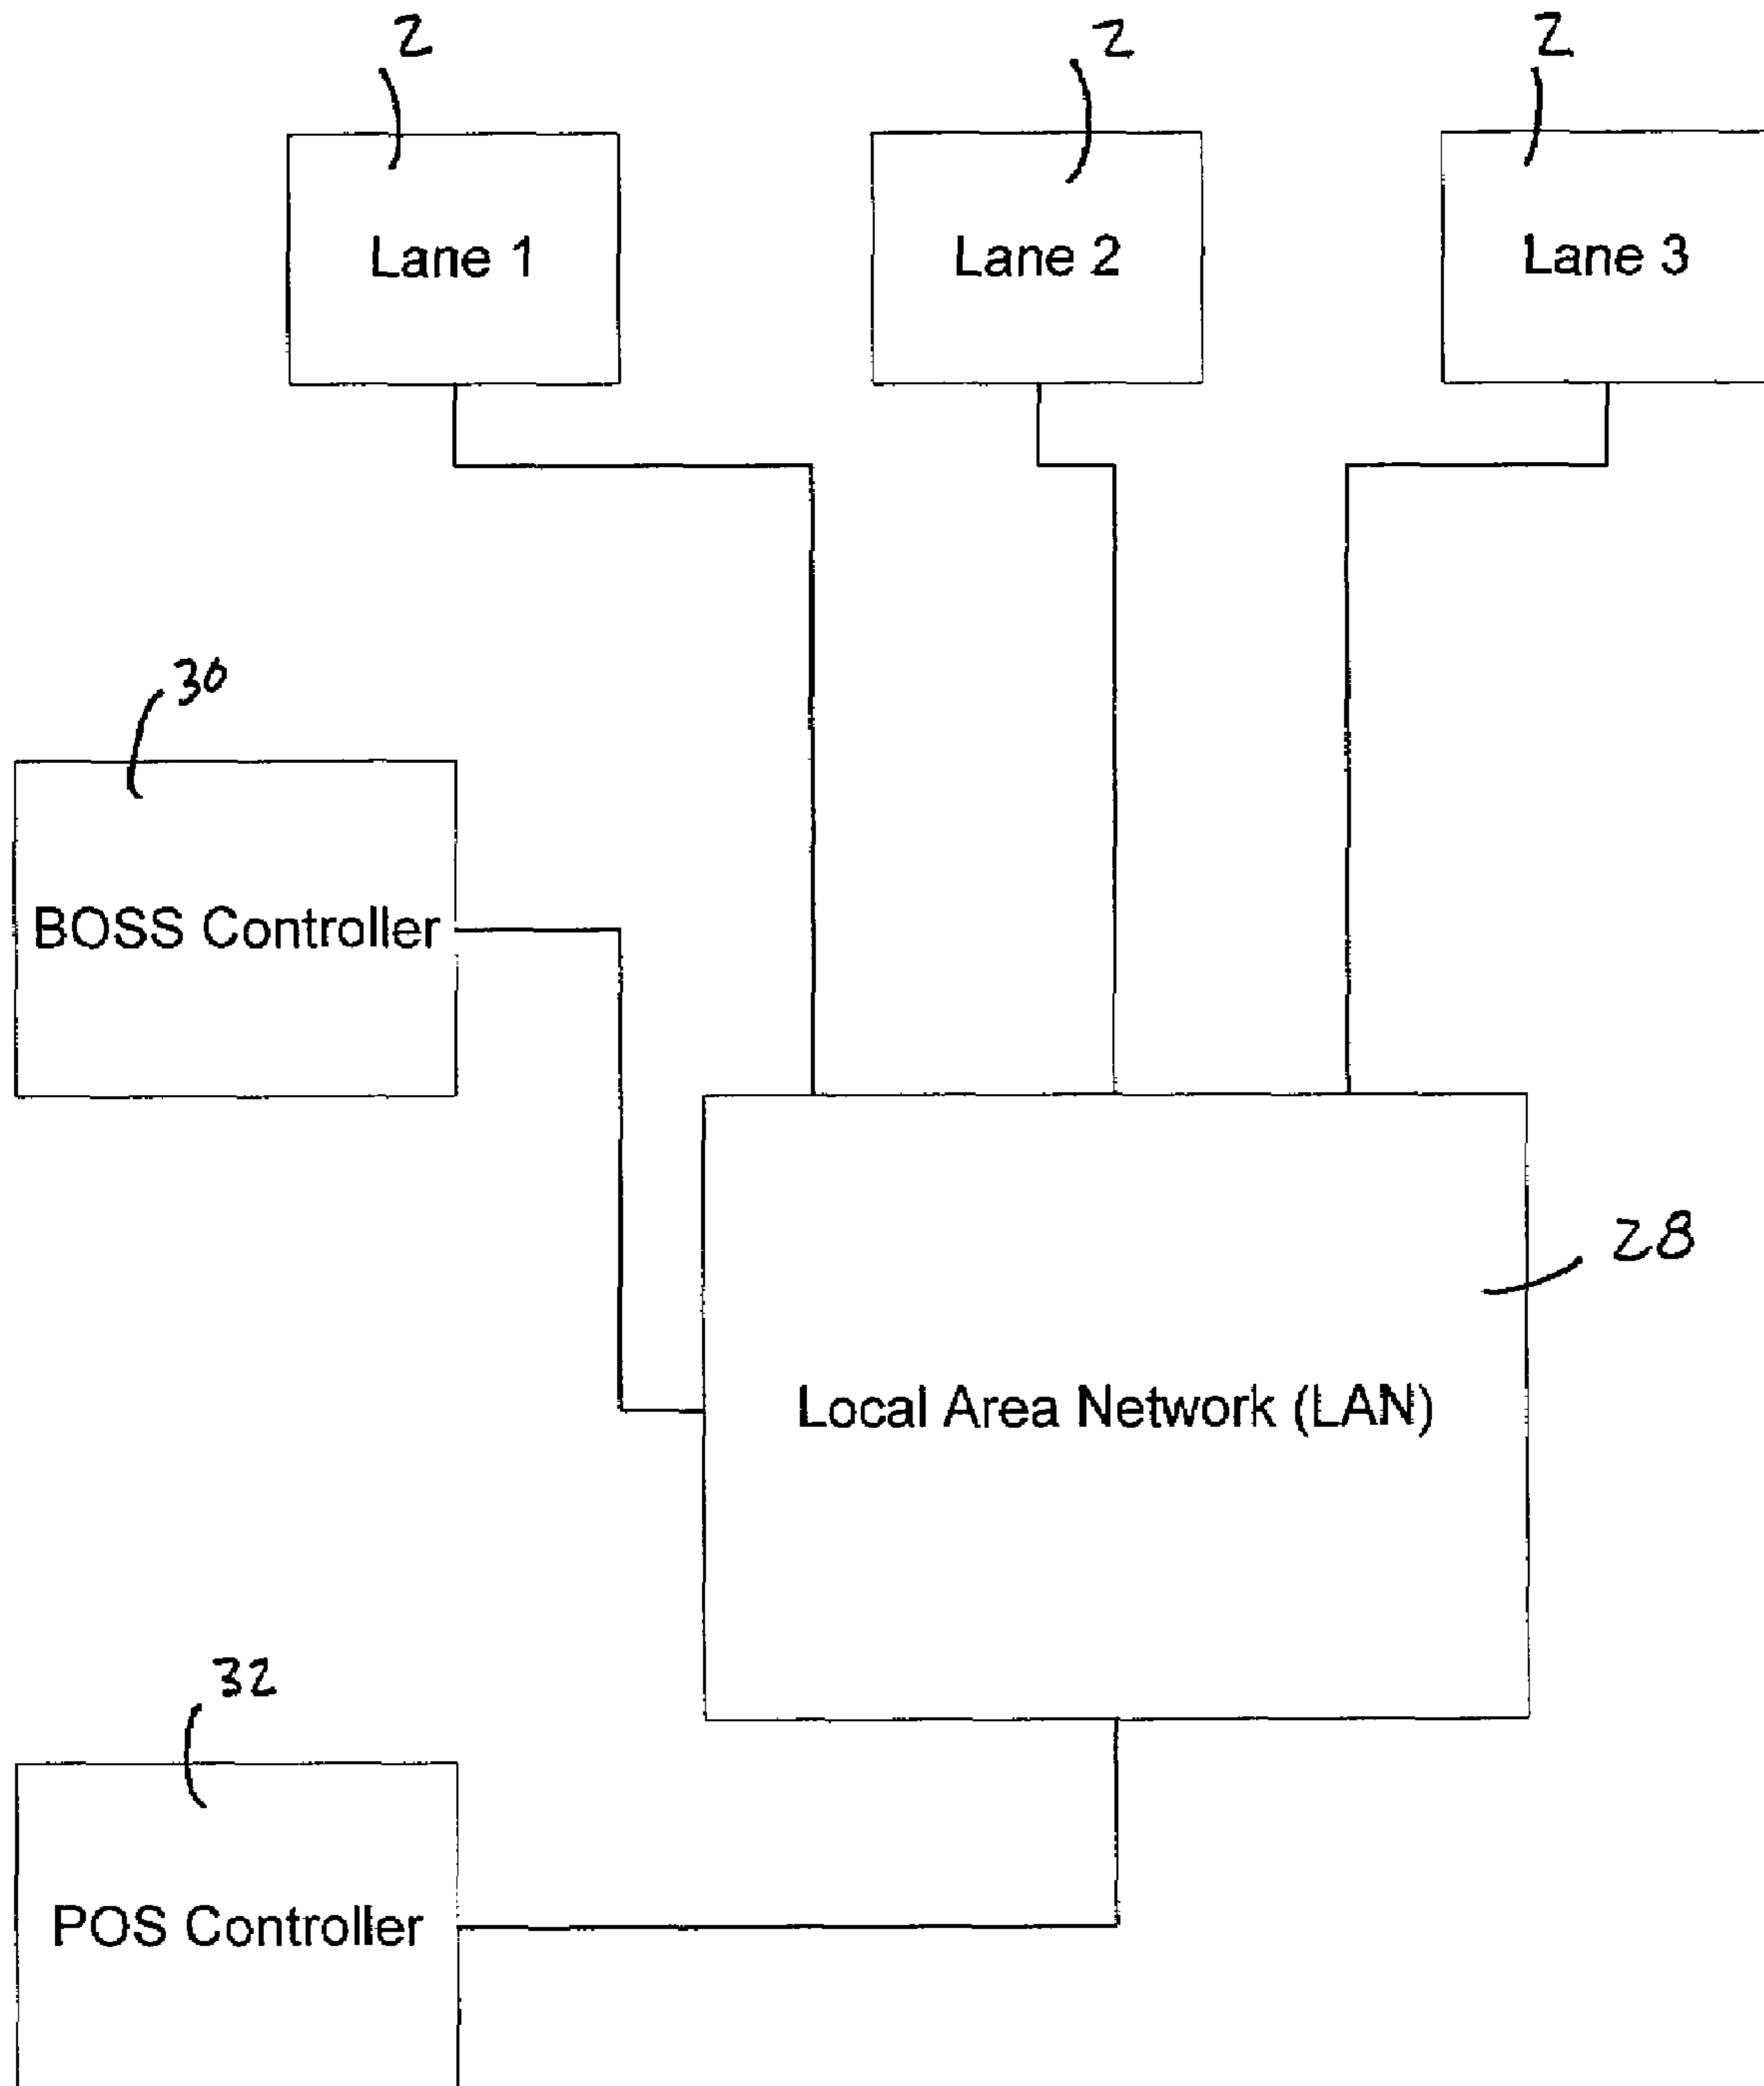 2 2 2
Lane 1 Lane 2 Lane 3
30
BOSS Controller
28
Local Area Network (LAN)
32
POS Controller